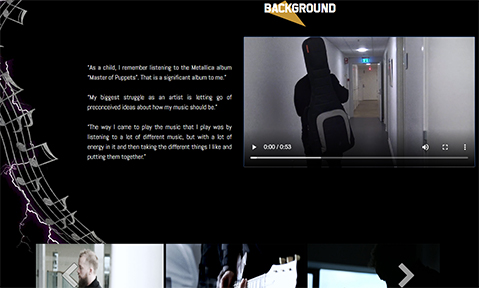 BACKGROUND
"As a child, I remember listening to the Metallica album
"Master of Puppets". That is a significant album to me."
"My biggest struggle as an artist is letting go of
preconceived ideas about how my music should be."
"The way I came to play the music that I play was by
listening to a lot of different music, but with a lot of
energy in it and then taking the different things I like and
putting them together."
0:00 / 0:53